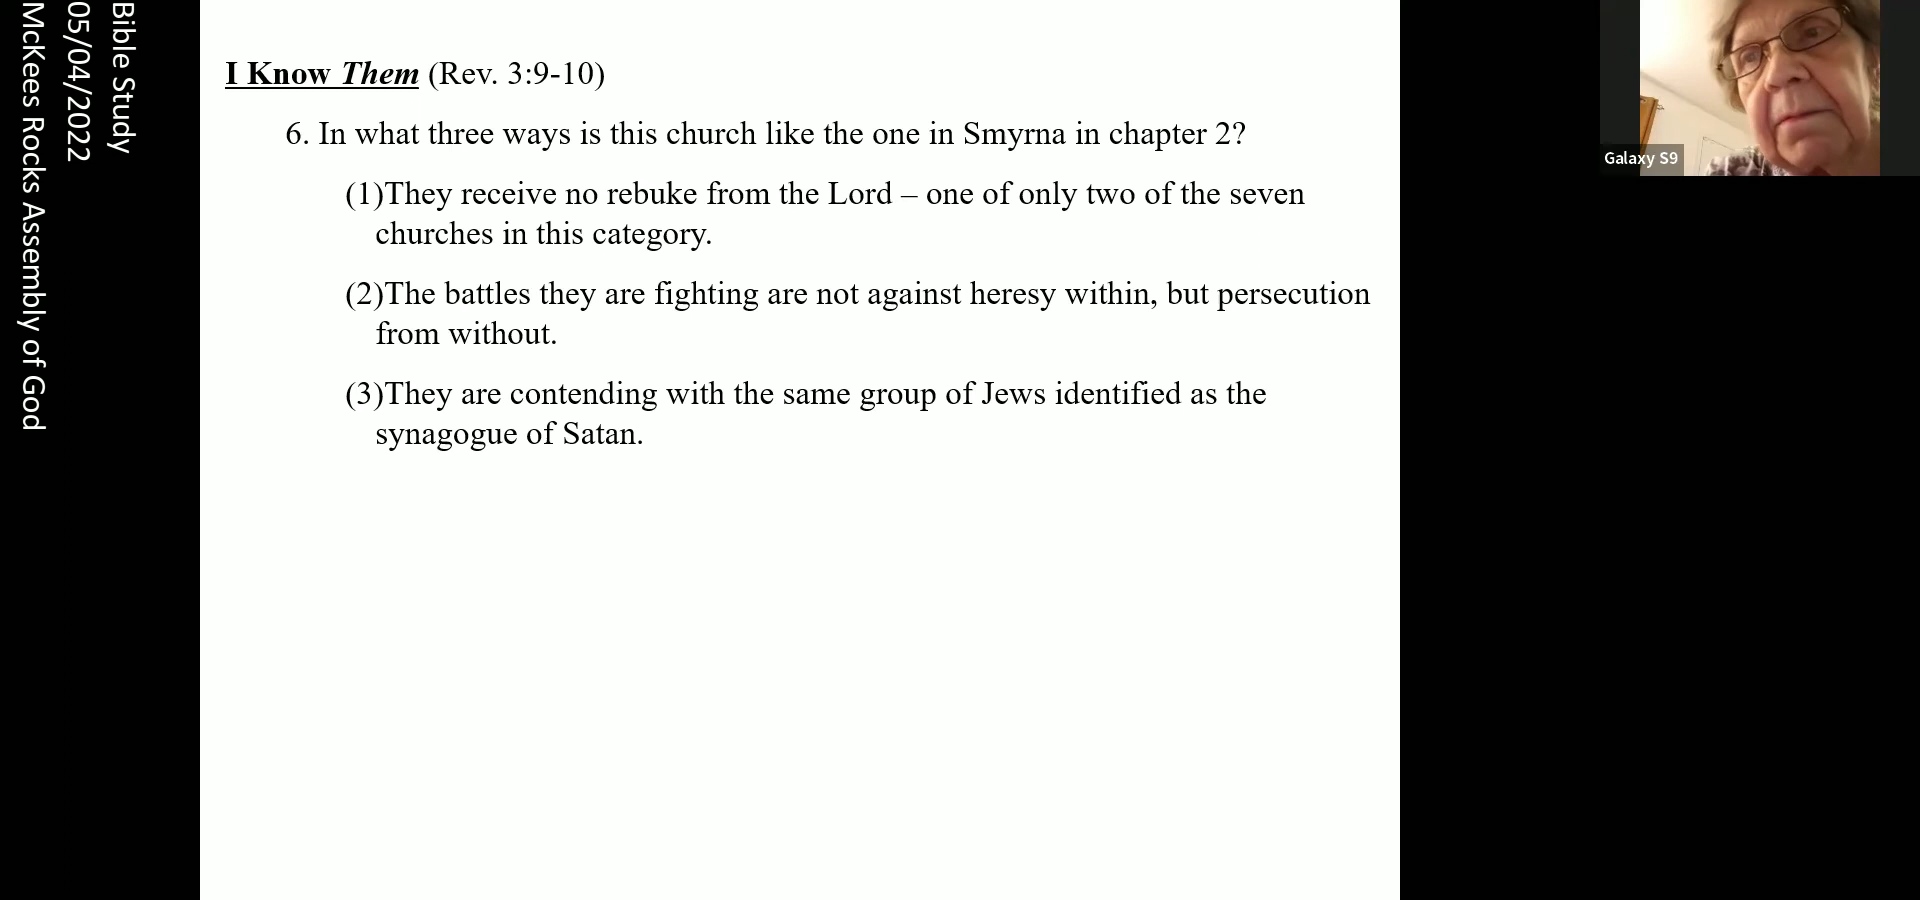 Bible Study
05/04/2022
McKees Rocks Assembly of God
I Know Them (Rev. 3:9-10)
6. In what three ways is this church like the one in Smyrna in chapter 2?
(1)They receive no rebuke from the Lord – one of only two of the seven
churches in this category.
(2)The battles they are fighting are not against heresy within, but persecution
from without.
(3)They are contending with the same group of Jews identified as the
synagogue of Satan.
Galaxy S9